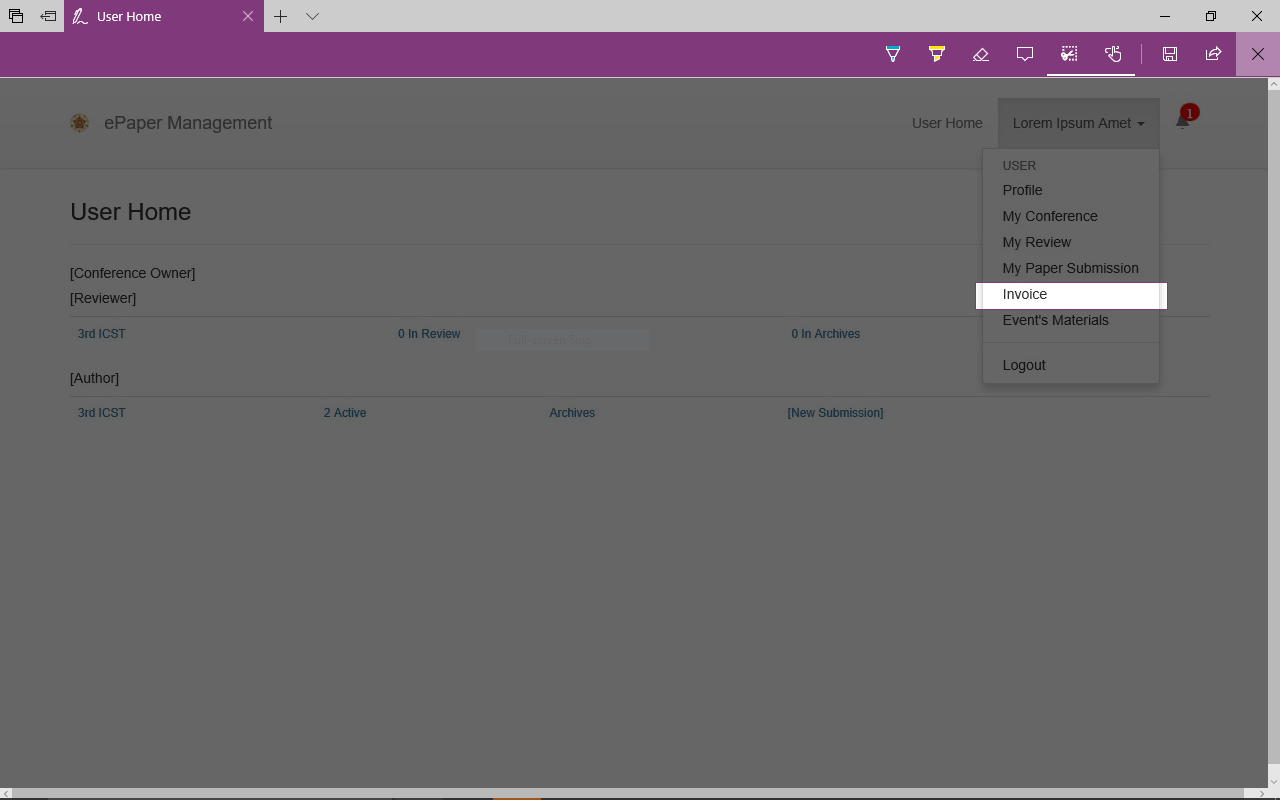 User Home
ePaper Management
User Home
Lorem Ipsum Amet
1
USER
Profile
My Conference
My Review
My Paper Submission
Invoice
Event's Materials
Logout
User Home
[Conference Owner]
[Reviewer]
3rd ICST 0 In Review 0 In Archives
[Author]
3rd ICST 2 Active Archives [New Submission]